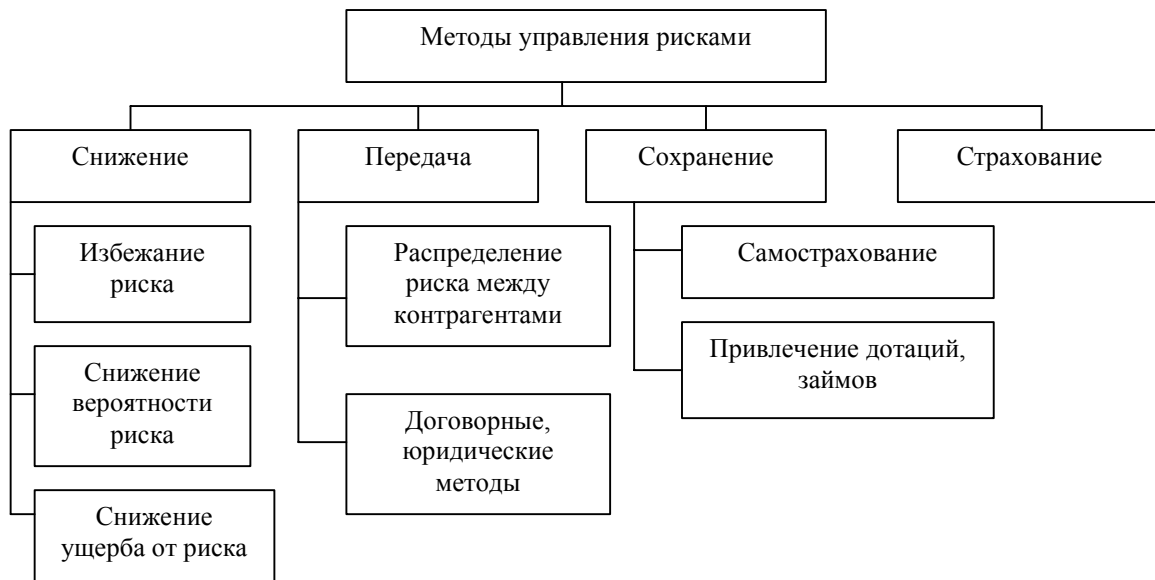 Методы управления рисками
Снижение
Передача
Сохранение
Страхование
Избежание
риска
Снижение
вероятности
риска
Снижение
ущерба от риска
Распределение
риска между
контрагентами
Договорные,
юридические
методы
Самострахование
Привлечение дотаций,
займов